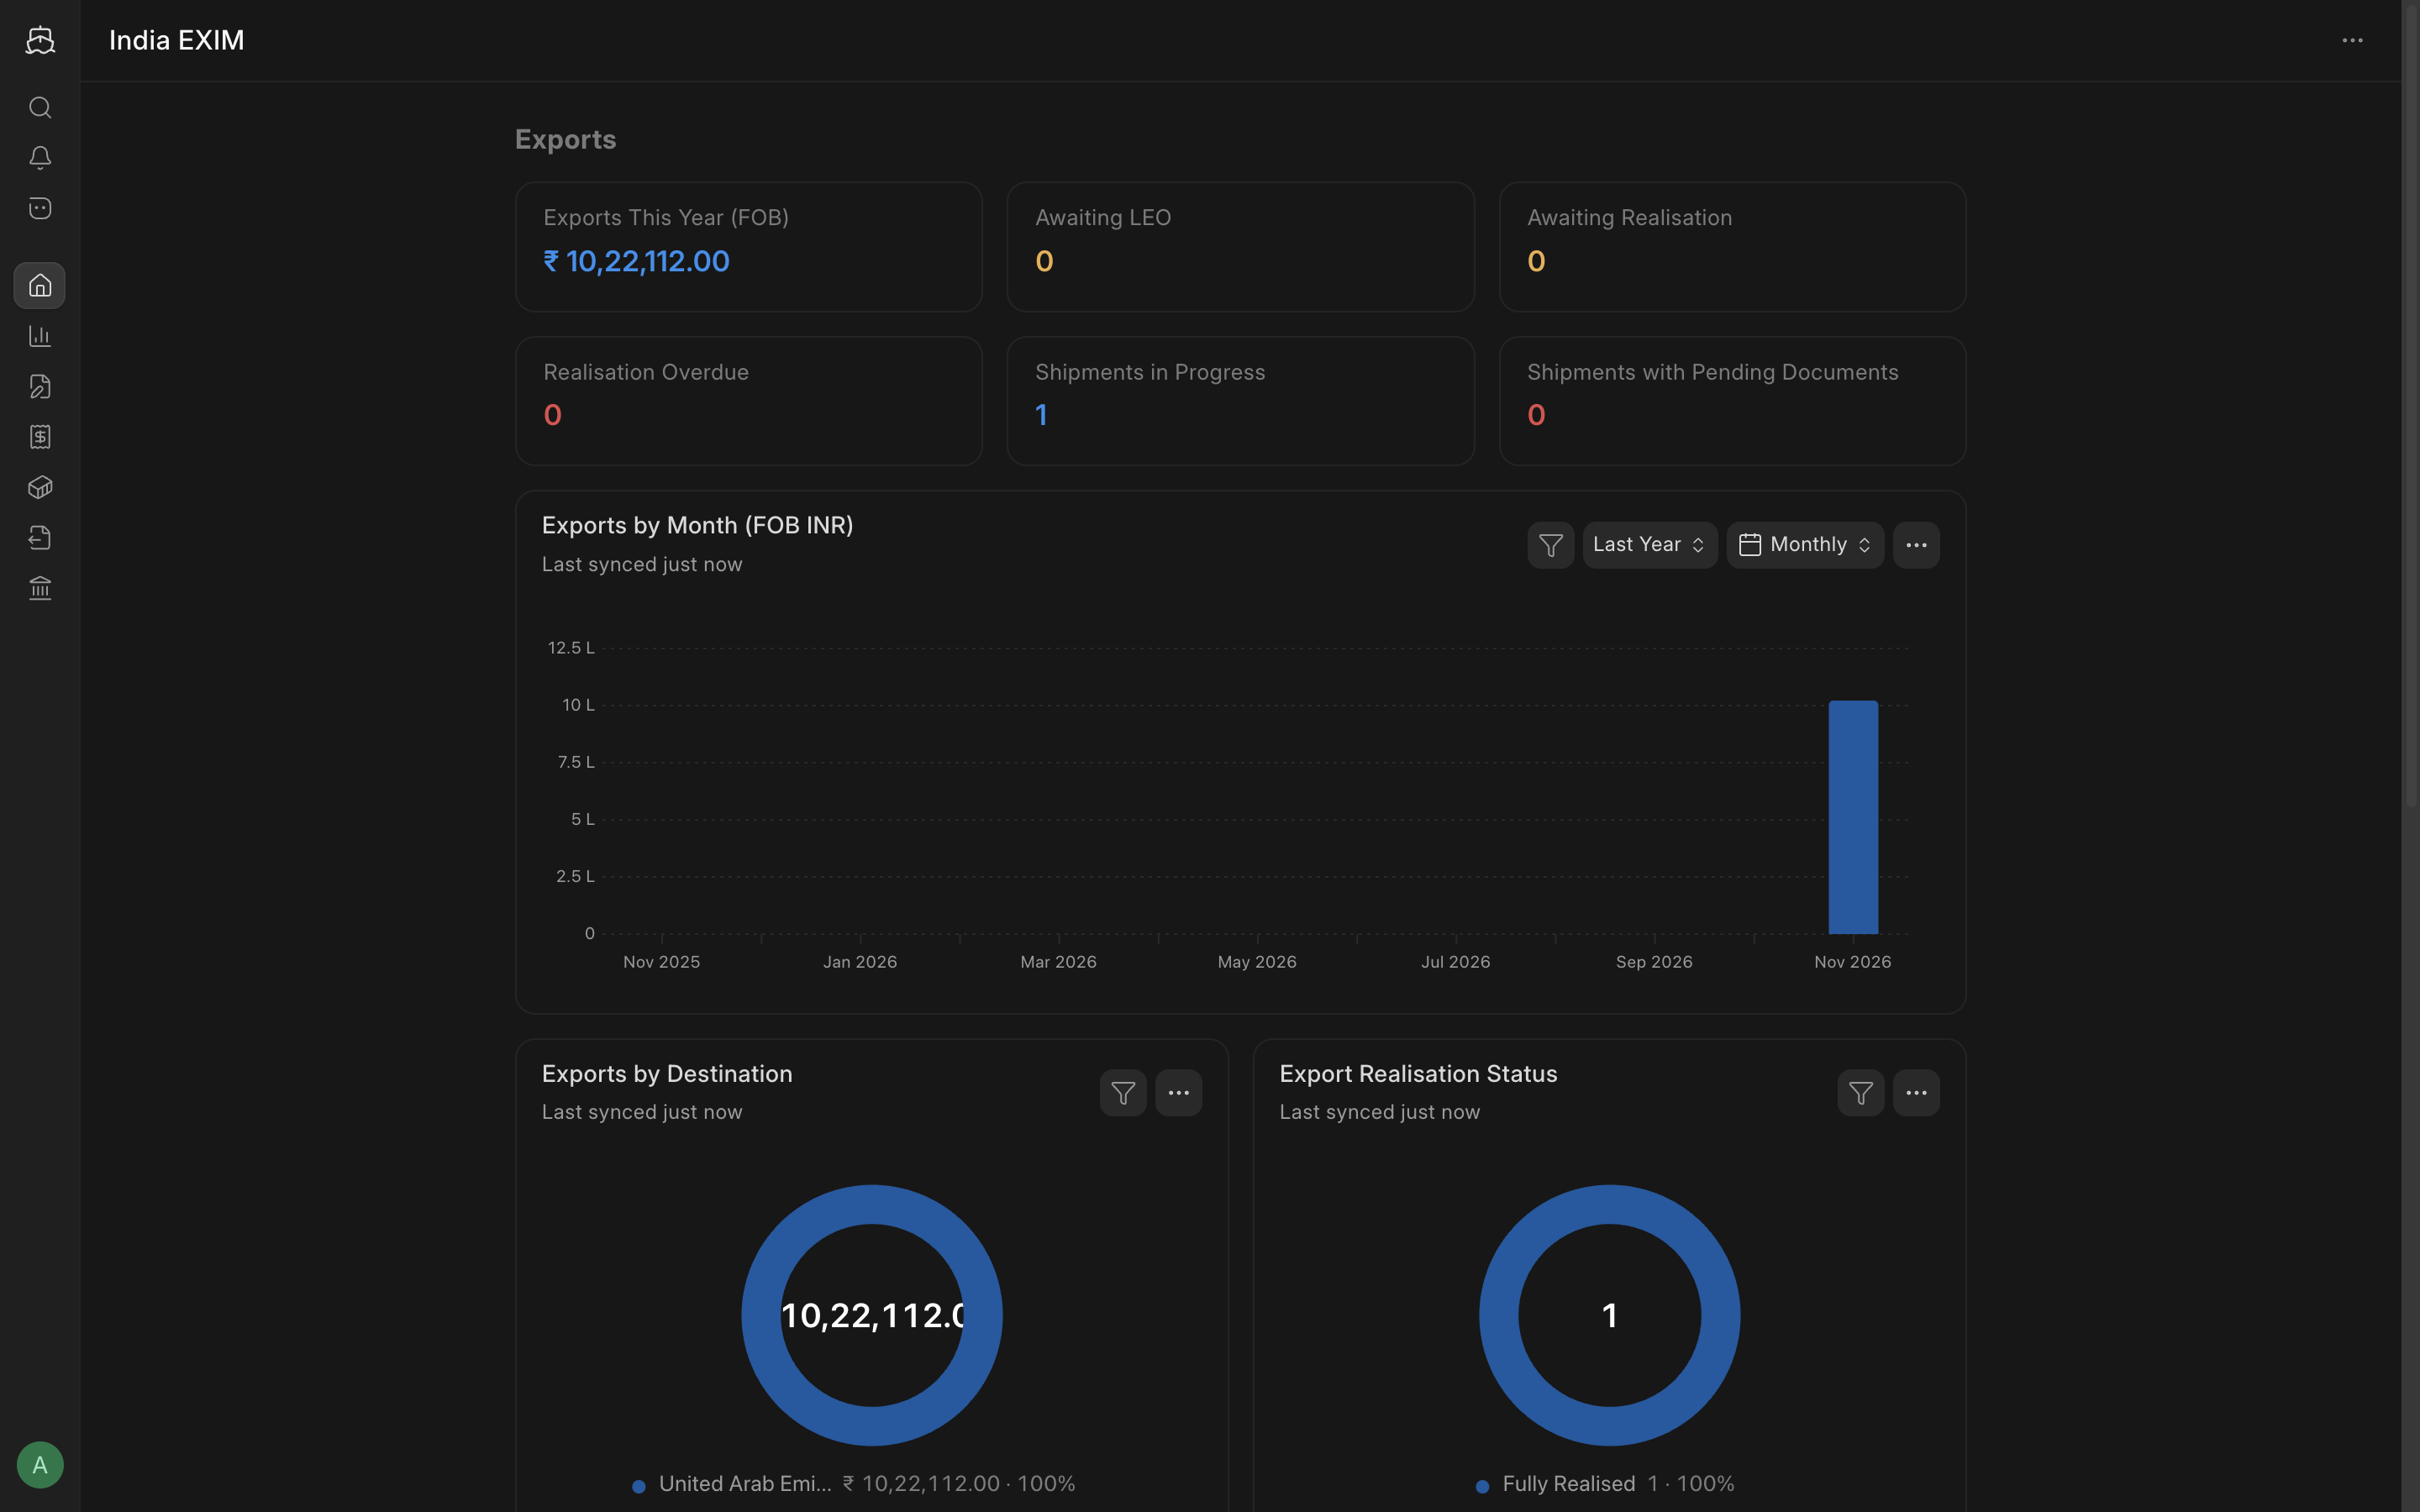 India EXIM
Exports
Exports This Year (FOB)
₹ 10,22,112.00
Awaiting LEO
0
Awaiting Realisation
0
Realisation Overdue
0
Shipments in Progress
1
Shipments with Pending Documents
0
Exports by Month (FOB INR)
Last synced just now
Last Year
Monthly
12.5 L
10 L
7.5 L
5 L
2.5 L
0
Nov 2025
Jan 2026
Mar 2026
May 2026
Jul 2026
Sep 2026
Nov 2026
Exports by Destination
Last synced just now
10,22,112.0
United Arab Emi... ₹ 10,22,112.00 · 100%
Export Realisation Status
Last synced just now
1
Fully Realised 1 · 100%
A